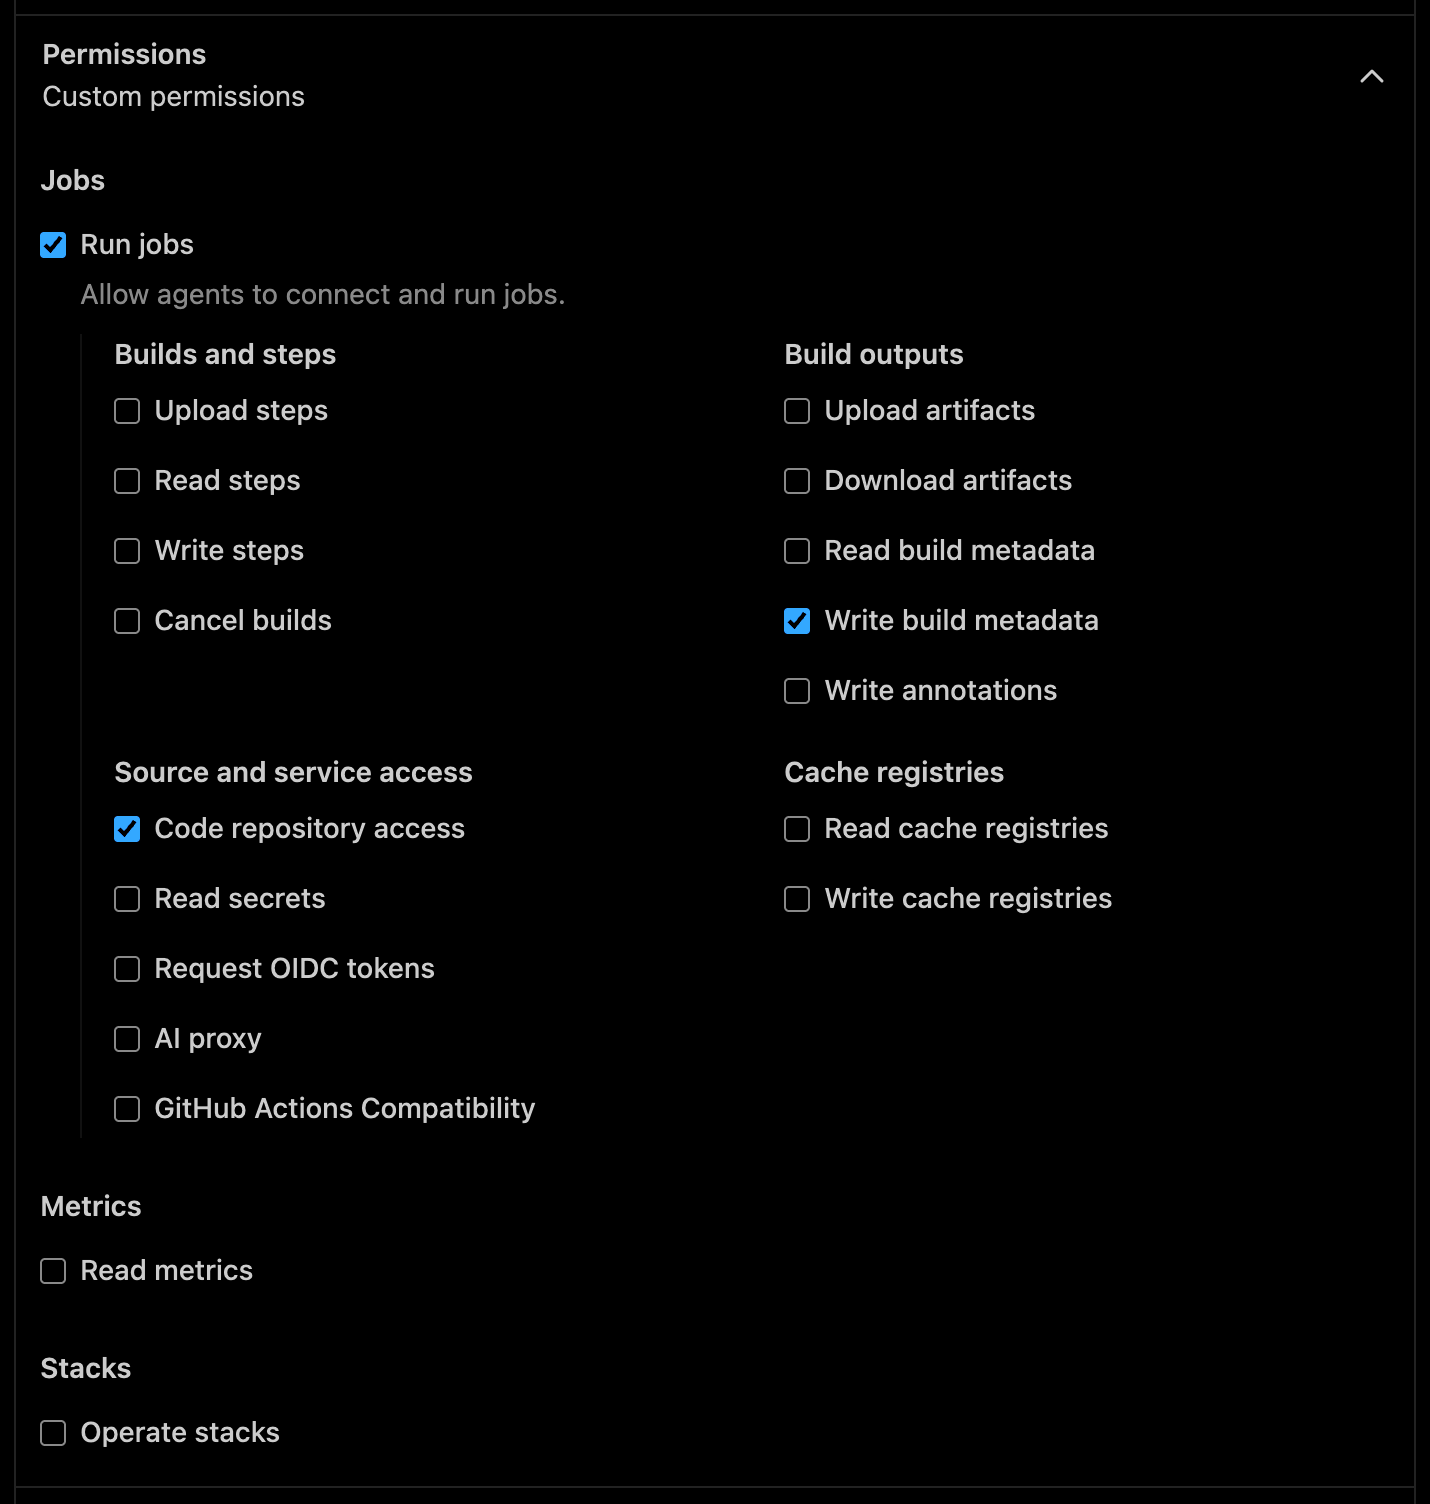 Permissions
Custom permissions
Jobs
Run jobs
Allow agents to connect and run jobs.
Builds and steps
Upload steps
Read steps
Write steps
Cancel builds
Build outputs
Upload artifacts
Download artifacts
Read build metadata
Write build metadata
Write annotations
Source and service access
Code repository access
Read secrets
Request OIDC tokens
AI proxy
GitHub Actions Compatibility
Cache registries
Read cache registries
Write cache registries
Metrics
Read metrics
Stacks
Operate stacks